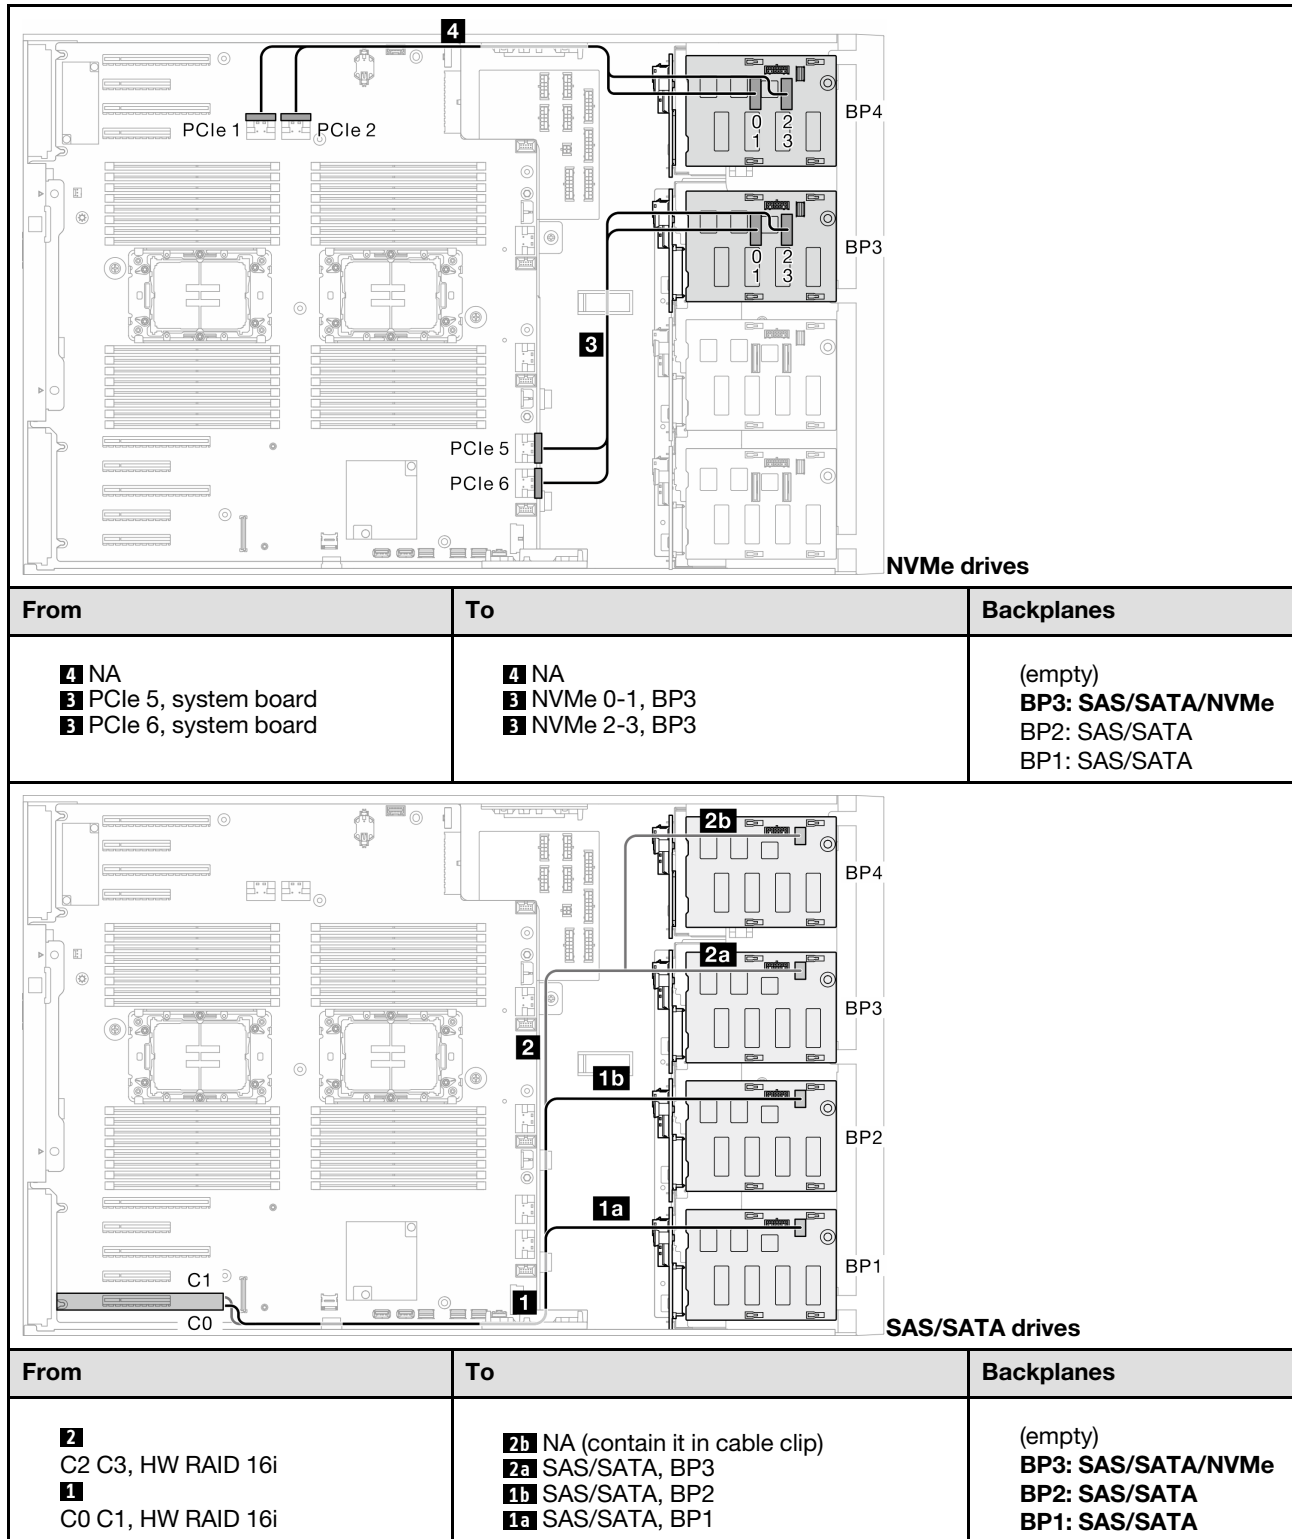 4
PCIe 1
PCIe 2
0 2
1 3
BP4
0 2
1 3
BP3
3
PCIe 5
PCIe 6
NVMe drives
From To Backplanes
4 NA 4 NA (empty)
3 PCIe 5, system board 3 NVMe 0-1, BP3 BP3: SAS/SATA/NVMe
3 PCIe 6, system board 3 NVMe 2-3, BP3 BP2: SAS/SATA
BP1: SAS/SATA
2b
BP4
2a
BP3
2
1b
BP2
1a
BP1
C1
1
C0
SAS/SATA drives
From To Backplanes
2 2b NA (contain it in cable clip) (empty)
C2 C3, HW RAID 16i 2a SAS/SATA, BP3 BP3: SAS/SATA/NVMe
1 1b SAS/SATA, BP2 BP2: SAS/SATA
C0 C1, HW RAID 16i 1a SAS/SATA, BP1 BP1: SAS/SATA